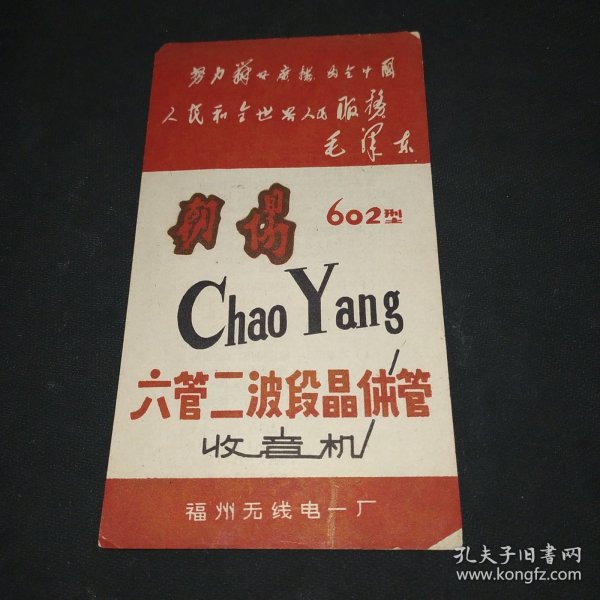 努力办好广播，为全中国
人民和全世界人民服务
毛泽东
朝阳
602型
Chao Yang
六管二波段晶体管
收音机
福州无线电一厂
孔夫子旧书网
www.kongfz.com